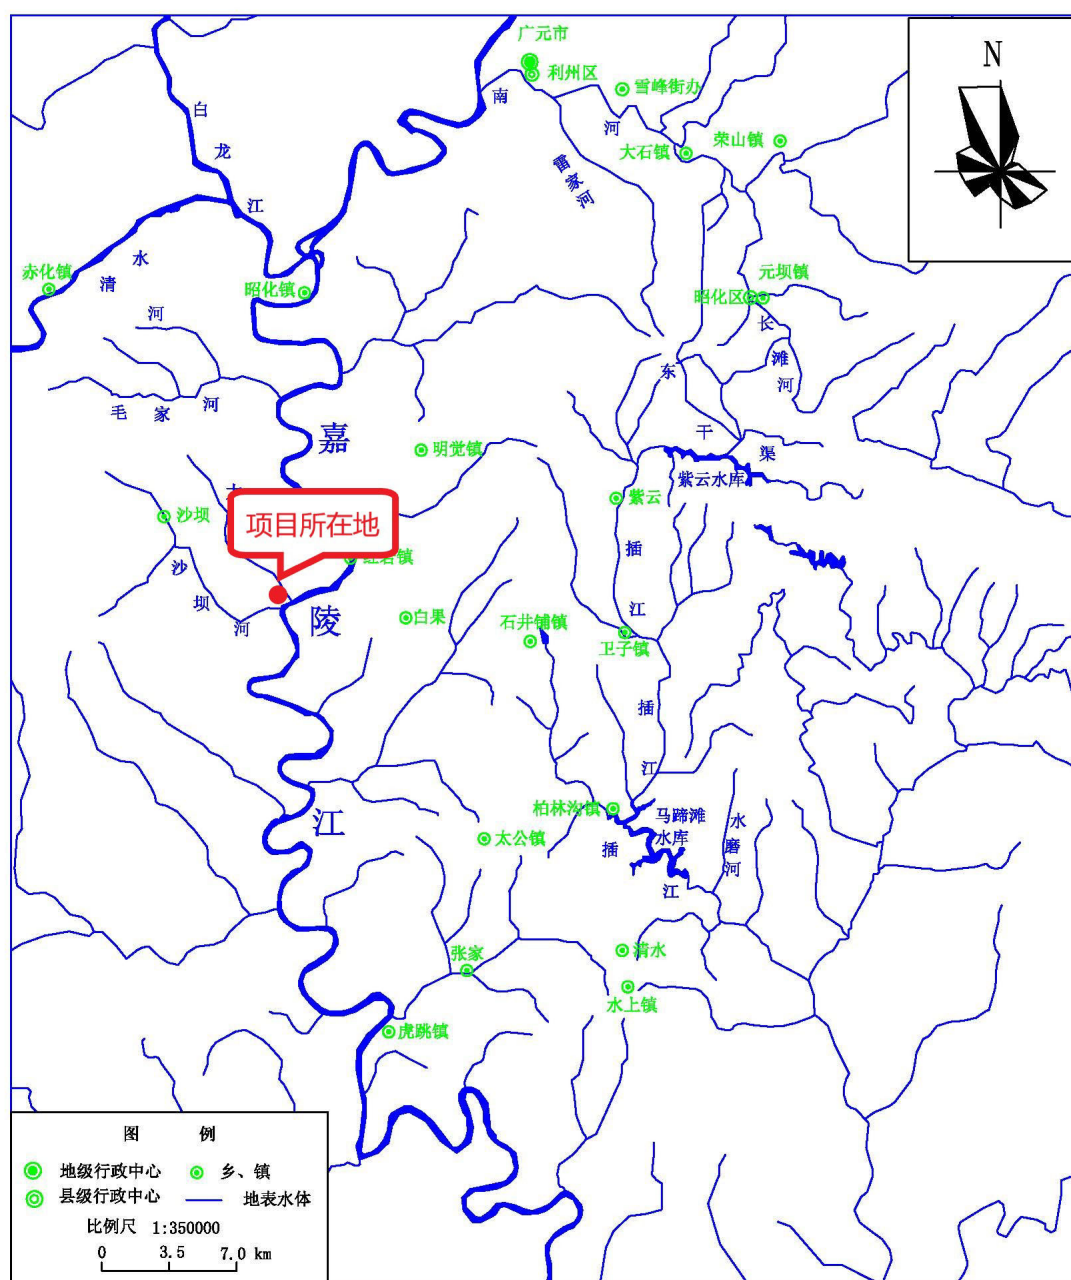 广元市
利州区
雪峰街办
南
河
白
龙
江
大石镇
荣山镇
雷
家
河
N
赤化镇
清
水
河
昭化镇
元坝镇
昭化区
长
滩
河
毛
家
河
东
干
渠
嘉
明觉镇
紫云水库
紫云
沙坝
项目所在地
沙
坝
河
插
江
陵
白果
石井铺镇
卫子镇
插
江
柏林沟镇
马蹄滩
水库
水
磨
河
江
太公镇
插
江
张家
清水
水上镇
虎跳镇
图 例
地级行政中心
乡、镇
县级行政中心
地表水体
比例尺 1:350000
0 3.5 7.0 km